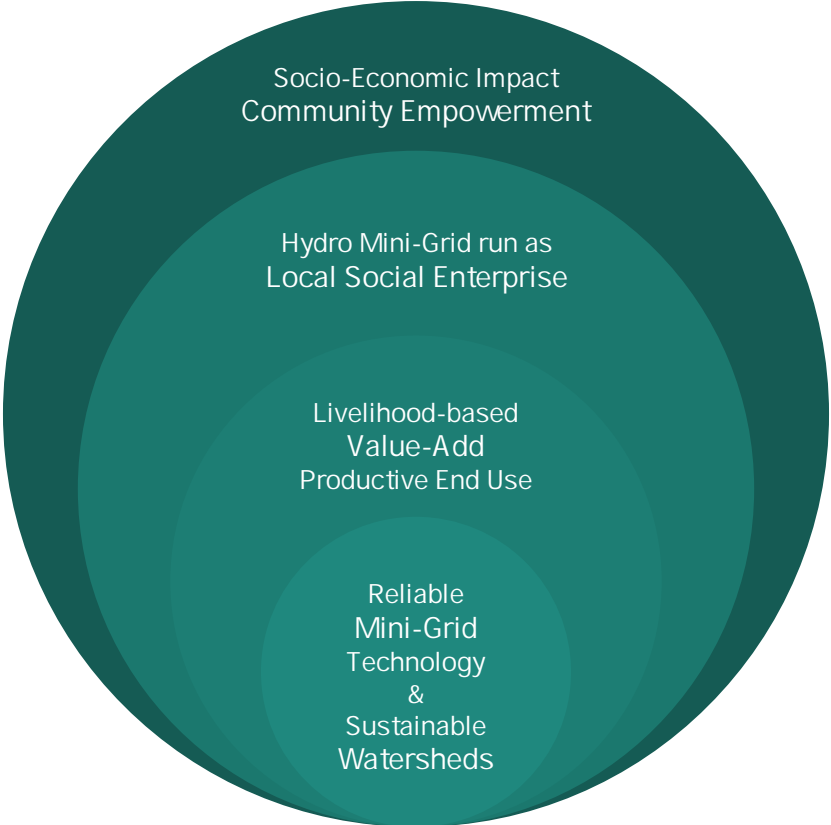 Socio-Economic Impact
Community Empowerment
Hydro Mini-Grid run as
Local Social Enterprise
Livelihood-based
Value-Add
Productive End Use
Reliable
Mini-Grid
Technology
&
Sustainable
Watersheds